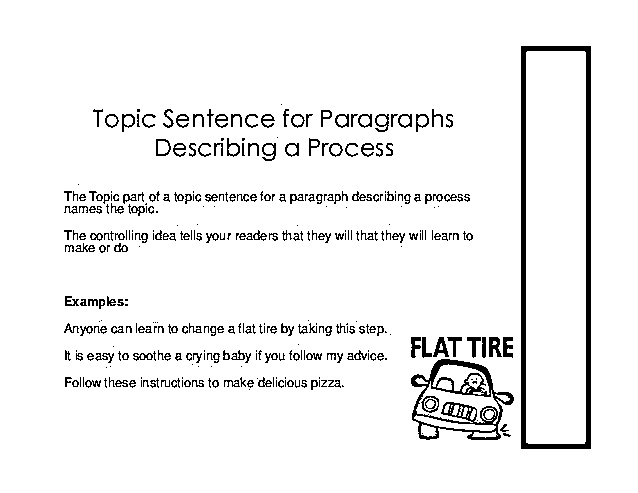 Topic Sentence for Paragraphs
Describing a Process
The Topic part of a topic sentence for a paragraph describing a process
names the topic.
The controlling idea tells your readers that they will that they will learn to
make or do
Examples:
Anyone can learn to change a flat tire by taking this step.
It is easy to soothe a crying baby if you follow my advice.
Follow these instructions to make delicious pizza.
FLAT TIRE